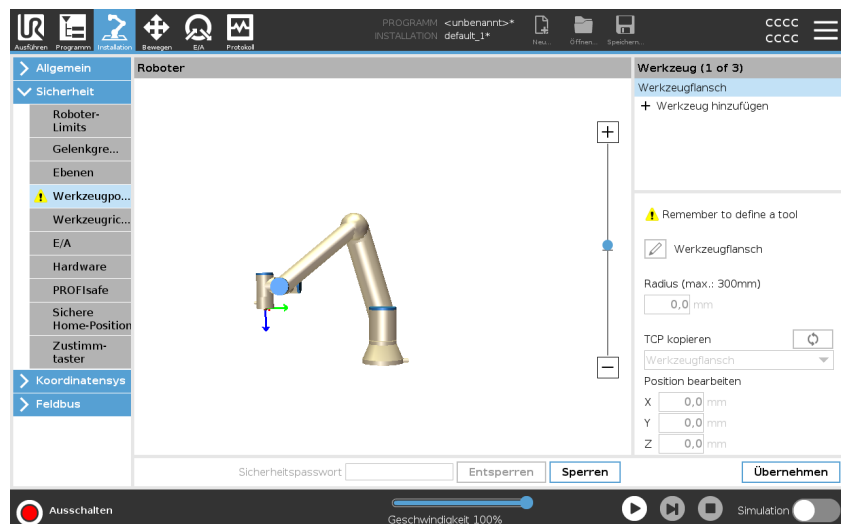 PROGRAMM <unbenannt>*
INSTALLATION default_1*
Ausführen Programm Installation Bewegen E/A Protokoll
Neu... Öffnen... Speichern...
CCCC
CCCC
Allgemein
Sicherheit
Roboter-
Limits
Gelenkgre...
Ebenen
Werkzeugpo...
Werkzeugric...
E/A
Hardware
PROFIsafe
Sichere
Home-Position
Zustimm-
taster
Koordinatensys
Feldbus
Roboter
Werkzeug (1 of 3)
Werkzeugflansch
+ Werkzeug hinzufügen
Remember to define a tool
Werkzeugflansch
Radius (max.: 300mm)
0,0 mm
TCP kopieren
Werkzeugflansch
Position bearbeiten
X 0,0 mm
Y 0,0 mm
Z 0,0 mm
Sicherheitspasswort Entsperren Sperren Übernehmen
Ausschalten
Geschwindigkeit 100%
Simulation